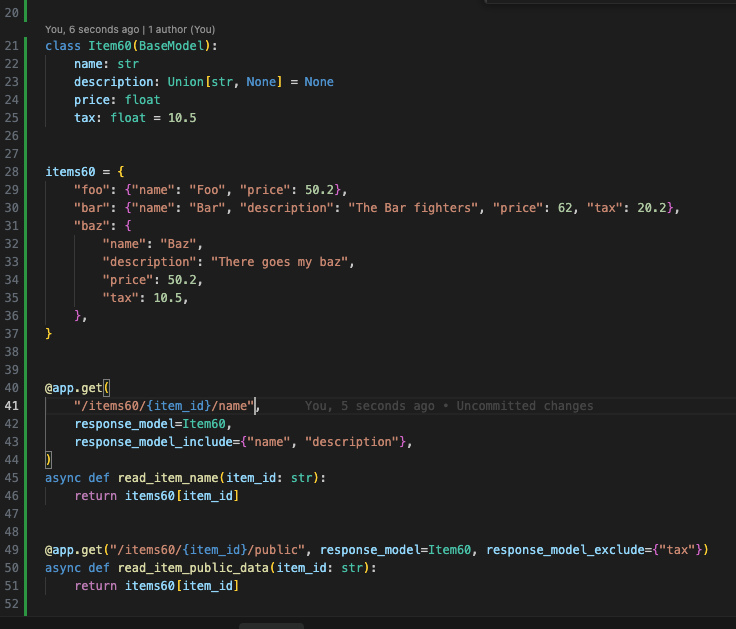 20
You, 6 seconds ago | 1 author (You)
21 class Item60(BaseModel):
22     name: str
23     description: Union[str, None] = None
24     price: float
25     tax: float = 10.5
26
27
28 items60 = {
29     "foo": {"name": "Foo", "price": 50.2},
30     "bar": {"name": "Bar", "description": "The Bar fighters", "price": 62, "tax": 20.2},
31     "baz": {
32         "name": "Baz",
33         "description": "There goes my baz",
34         "price": 50.2,
35         "tax": 10.5,
36     },
37 }
38
39
40 @app.get(
41     "/items60/{item_id}/name",     You, 5 seconds ago • Uncommitted changes
42     response_model=Item60,
43     response_model_include={"name", "description"},
44 )
45 async def read_item_name(item_id: str):
46     return items60[item_id]
47
48
49 @app.get("/items60/{item_id}/public", response_model=Item60, response_model_exclude={"tax"})
50 async def read_item_public_data(item_id: str):
51     return items60[item_id]
52